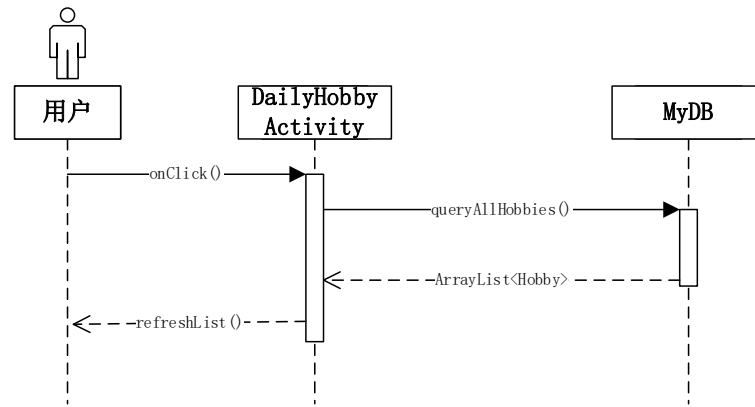 用户
DailyHobby
Activity
MyDB
onClick()
queryAllHobbies()
ArrayList<Hobby>
refreshList()